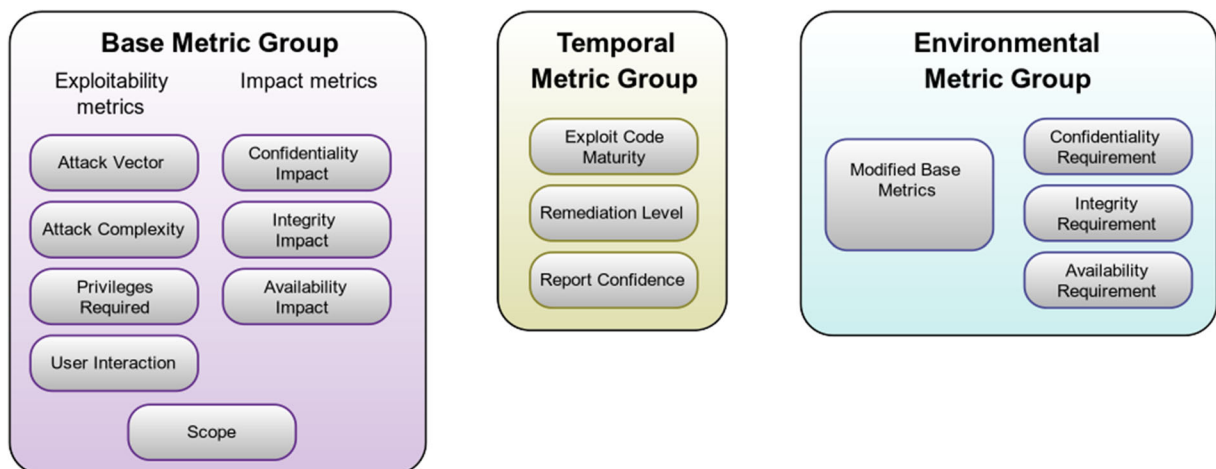 Base Metric Group
Exploitability
metrics
Impact metrics
Attack Vector
Attack Complexity
Privileges
Required
User Interaction
Confidentiality
Impact
Integrity
Impact
Availability
Impact
Scope
Temporal
Metric Group
Exploit Code
Maturity
Remediation Level
Report Confidence
Environmental
Metric Group
Modified Base
Metrics
Confidentiality
Requirement
Integrity
Requirement
Availability
Requirement